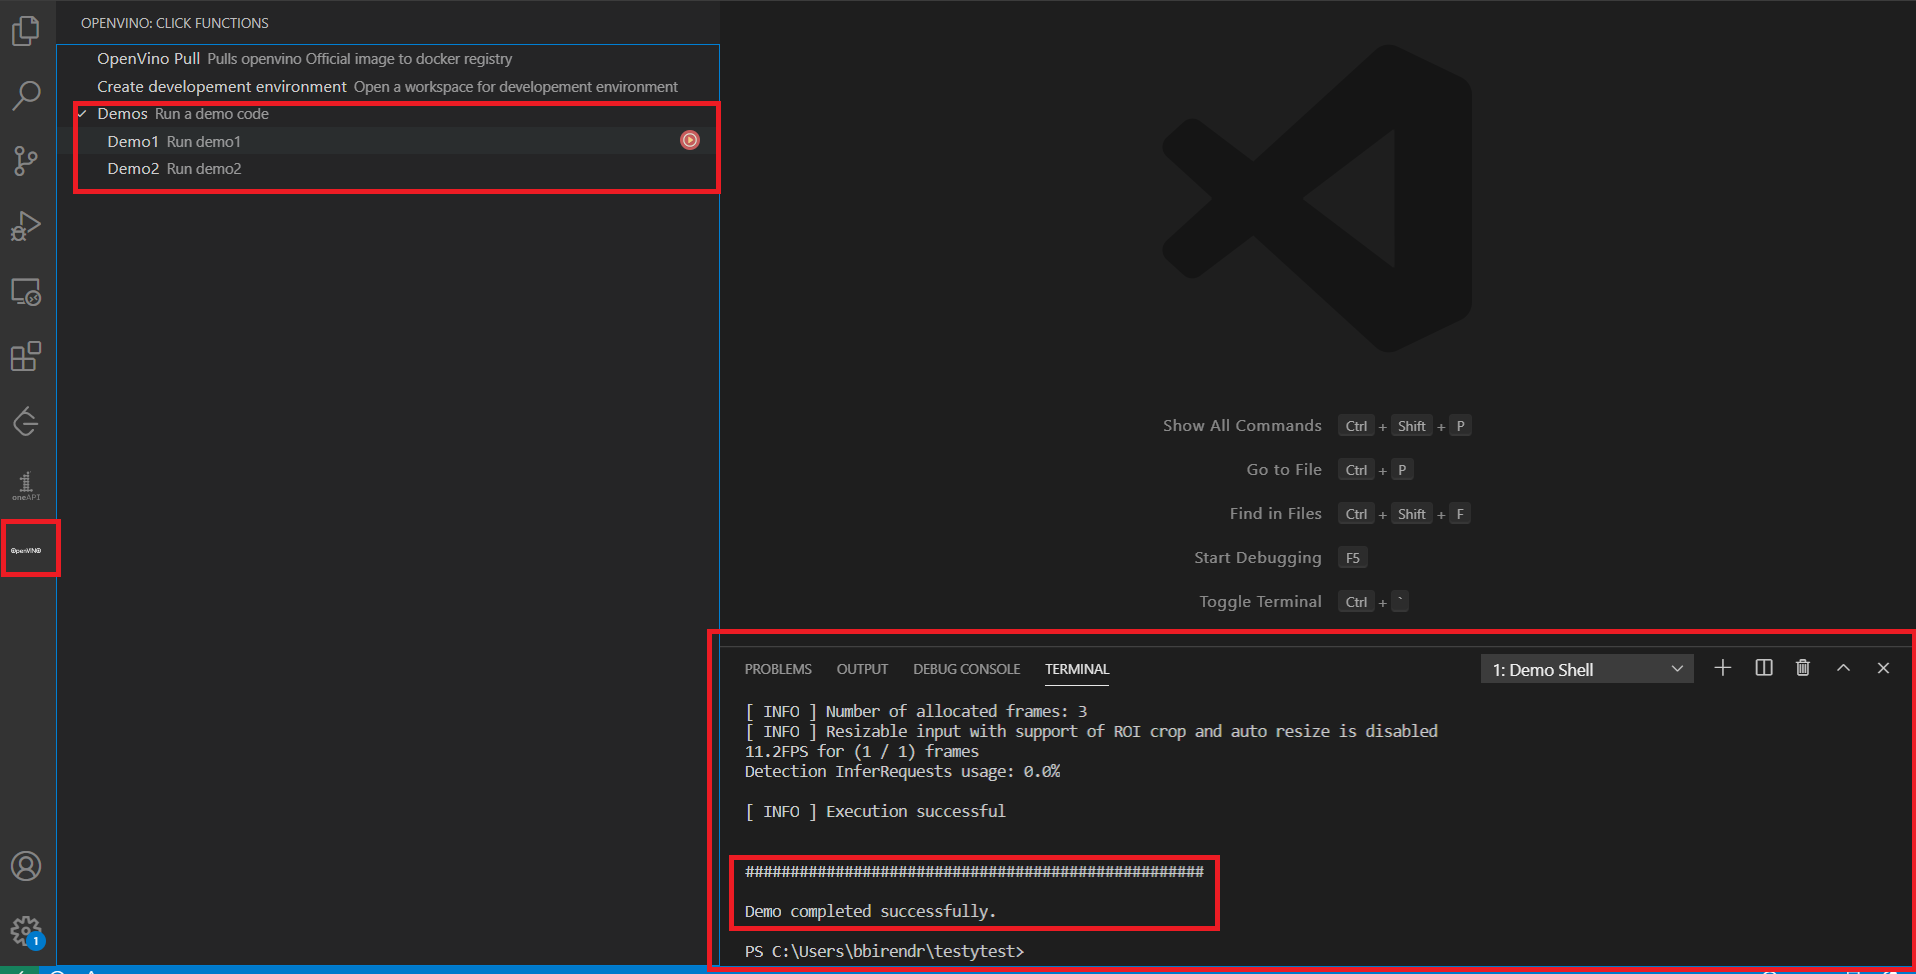 OPENVINO: CLICK FUNCTIONS
OpenVino Pull Pulls openvino Official image to docker registry
Create developement environment Open a workspace for developement environment
Demos Run a demo code
Demo1 Run demo1
Demo2 Run demo2
oneAPI
OpenVINO
1
Show All Commands Ctrl + Shift + P
Go to File Ctrl + P
Find in Files Ctrl + Shift + F
Start Debugging F5
Toggle Terminal Ctrl + `
PROBLEMS OUTPUT DEBUG CONSOLE TERMINAL 1: Demo Shell
[ INFO ] Number of allocated frames: 3
[ INFO ] Resizable input with support of ROI crop and auto resize is disabled
11.2FPS for (1 / 1) frames
Detection InferRequests usage: 0.0%
[ INFO ] Execution successful
###################################################
Demo completed successfully.
PS C:\Users\bbirendr\testytest>